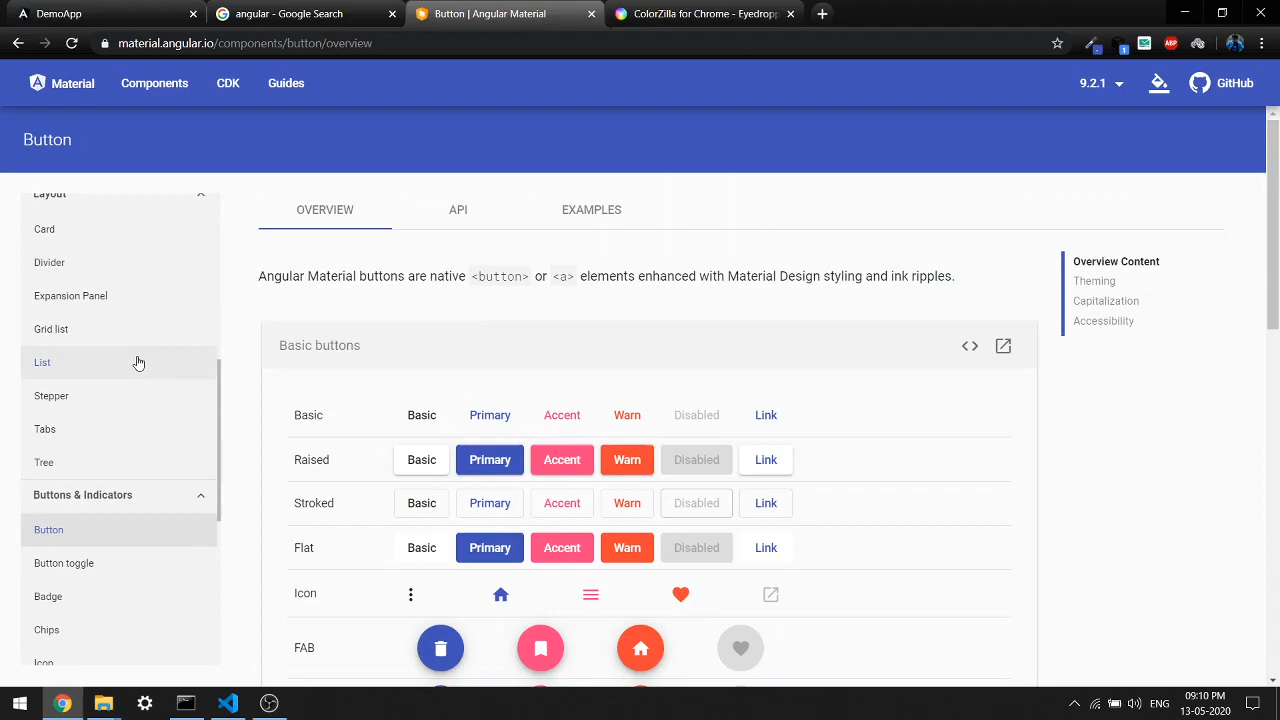 DemoApp
angular - Google Search
Button | Angular Material
ColorZilla for Chrome - Eyedropp
material.angular.io/components/button/overview
1
ABP
Material
Components
CDK
Guides
9.2.1
GitHub
Button
Layout
Card
Divider
Expansion Panel
Grid list
List
Stepper
Tabs
Tree
Buttons & Indicators
Button
Button toggle
Badge
Chips
Icon
OVERVIEW
API
EXAMPLES
Angular Material buttons are native <button> or <a> elements enhanced with Material Design styling and ink ripples.
Overview Content
Theming
Capitalization
Accessibility
Basic buttons
Basic Basic Primary Accent Warn Disabled Link
Raised Basic Primary Accent Warn Disabled Link
Stroked Basic Primary Accent Warn Disabled Link
Flat Basic Primary Accent Warn Disabled Link
Icon
FAB
ENG
09:10 PM
13-05-2020